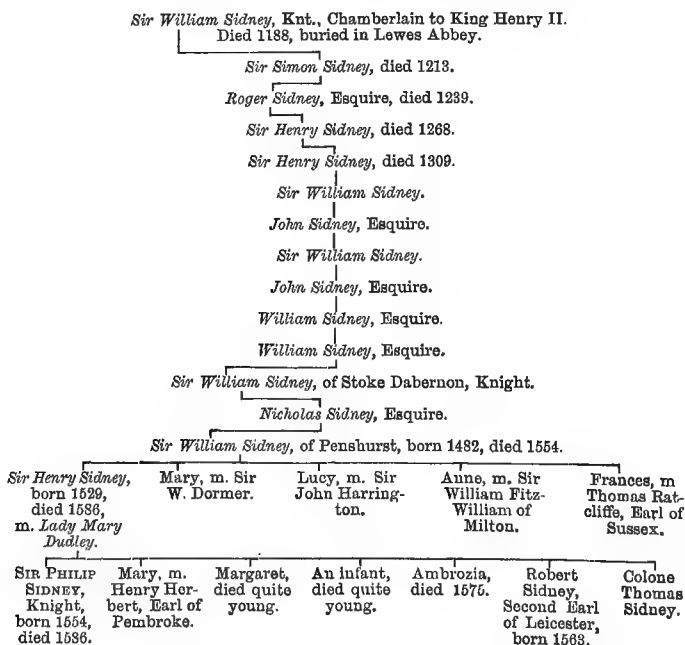 Sir William Sidney, Knt., Chamberlain to King Henry II.
Died 1188, buried in Lewes Abbey.
Sir Simon Sidney, died 1213.
Roger Sidney, Esquire, died 1239.
Sir Henry Sidney, died 1268.
Sir Henry Sidney, died 1309.
Sir William Sidney.
John Sidney, Esquire.
Sir William Sidney.
John Sidney, Esquire.
William Sidney, Esquire.
William Sidney, Esquire.
Sir William Sidney, of Stoke Dabernon, Knight.
Nicholas Sidney, Esquire.
Sir William Sidney, of Penshurst, born 1482, died 1554.
Sir Henry Sidney,
born 1529,
died 1586,
m. Lady Mary
Dudley.
Mary, m. Sir
W. Dormer.
Lucy, m. Sir
John Harring-
ton.
Anne, m. Sir
William Fitz-
William of
Milton.
Frances, m
Thomas Rat-
cliffe, Earl of
Sussex.
SIR PHILIP
SIDNEY,
Knight,
born 1554,
died 1586.
Mary, m.
Henry Her-
bert, Earl of
Pembroke.
Margaret,
died quite
young.
An infant,
died quite
young.
Ambrozia,
died 1575.
Robert
Sidney,
Second Earl
of Leicester,
born 1563.
Colone
Thomas
Sidney.